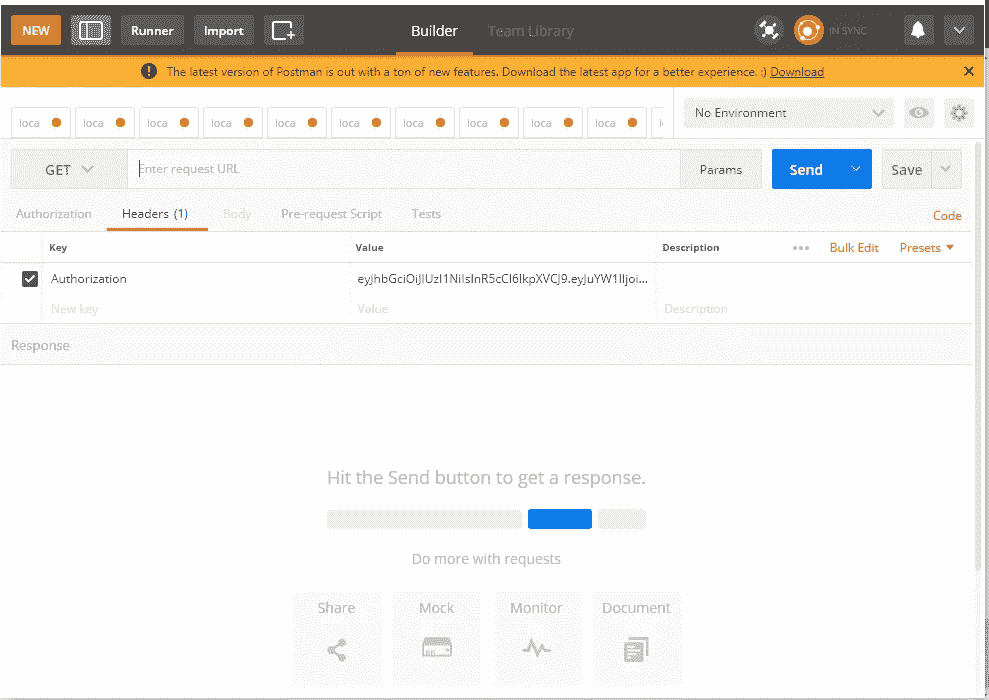 NEW Runner Import Builder Team Library IN SYNC
The latest version of Postman is out with a ton of new features. Download the latest app for a better experience. :) Download
loca loca loca loca loca loca loca loca loca loca No Environment
GET Enter request URL Params Send Save
Authorization Headers (1) Body Pre-request Script Tests Code
Key Value Description Bulk Edit Presets
Authorization
New key Value Description
Response
Hit the Send button to get a response.
Do more with requests
Share Mock Monitor Document